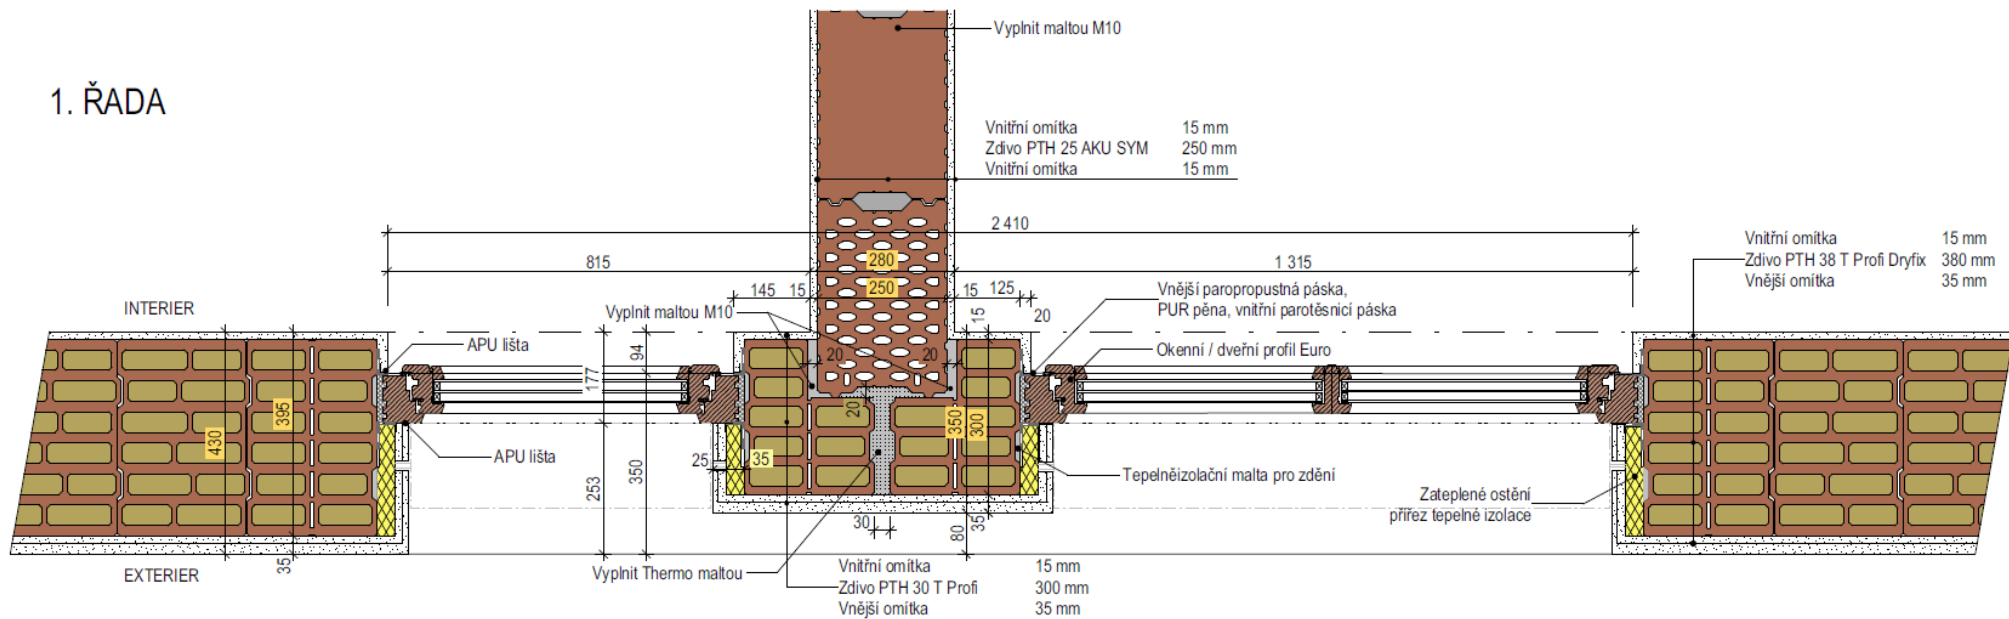 Vyplnit maltou M10
1. ŘADA
Vnitřní omítka 15 mm
Zdivo PTH 25 AKU SYM 250 mm
Vnitřní omítka 15 mm
2 410
Vnitřní omítka 15 mm
Zdivo PTH 38 T Profi Dryfix 380 mm
Vnější omítka 35 mm
815 280 1 315
145 15 250 15 125
INTERIER
Vyplnit maltou M10
Vnější paropropustná páska,
PUR pěna, vnitřní parotěsnicí páska
15 20
APU lišta
94
177
20 20
Okenní / dveřní profil Euro
430 395
20
350 300
APU lišta
25 35
253 350
Tepelněizolační malta pro zdění
Zateplené ostění
přířez tepelné izolace
30 80 35
35
EXTERIER
Vyplnit Thermo maltou
Vnitřní omítka 15 mm
Zdivo PTH 30 T Profi 300 mm
Vnější omítka 35 mm